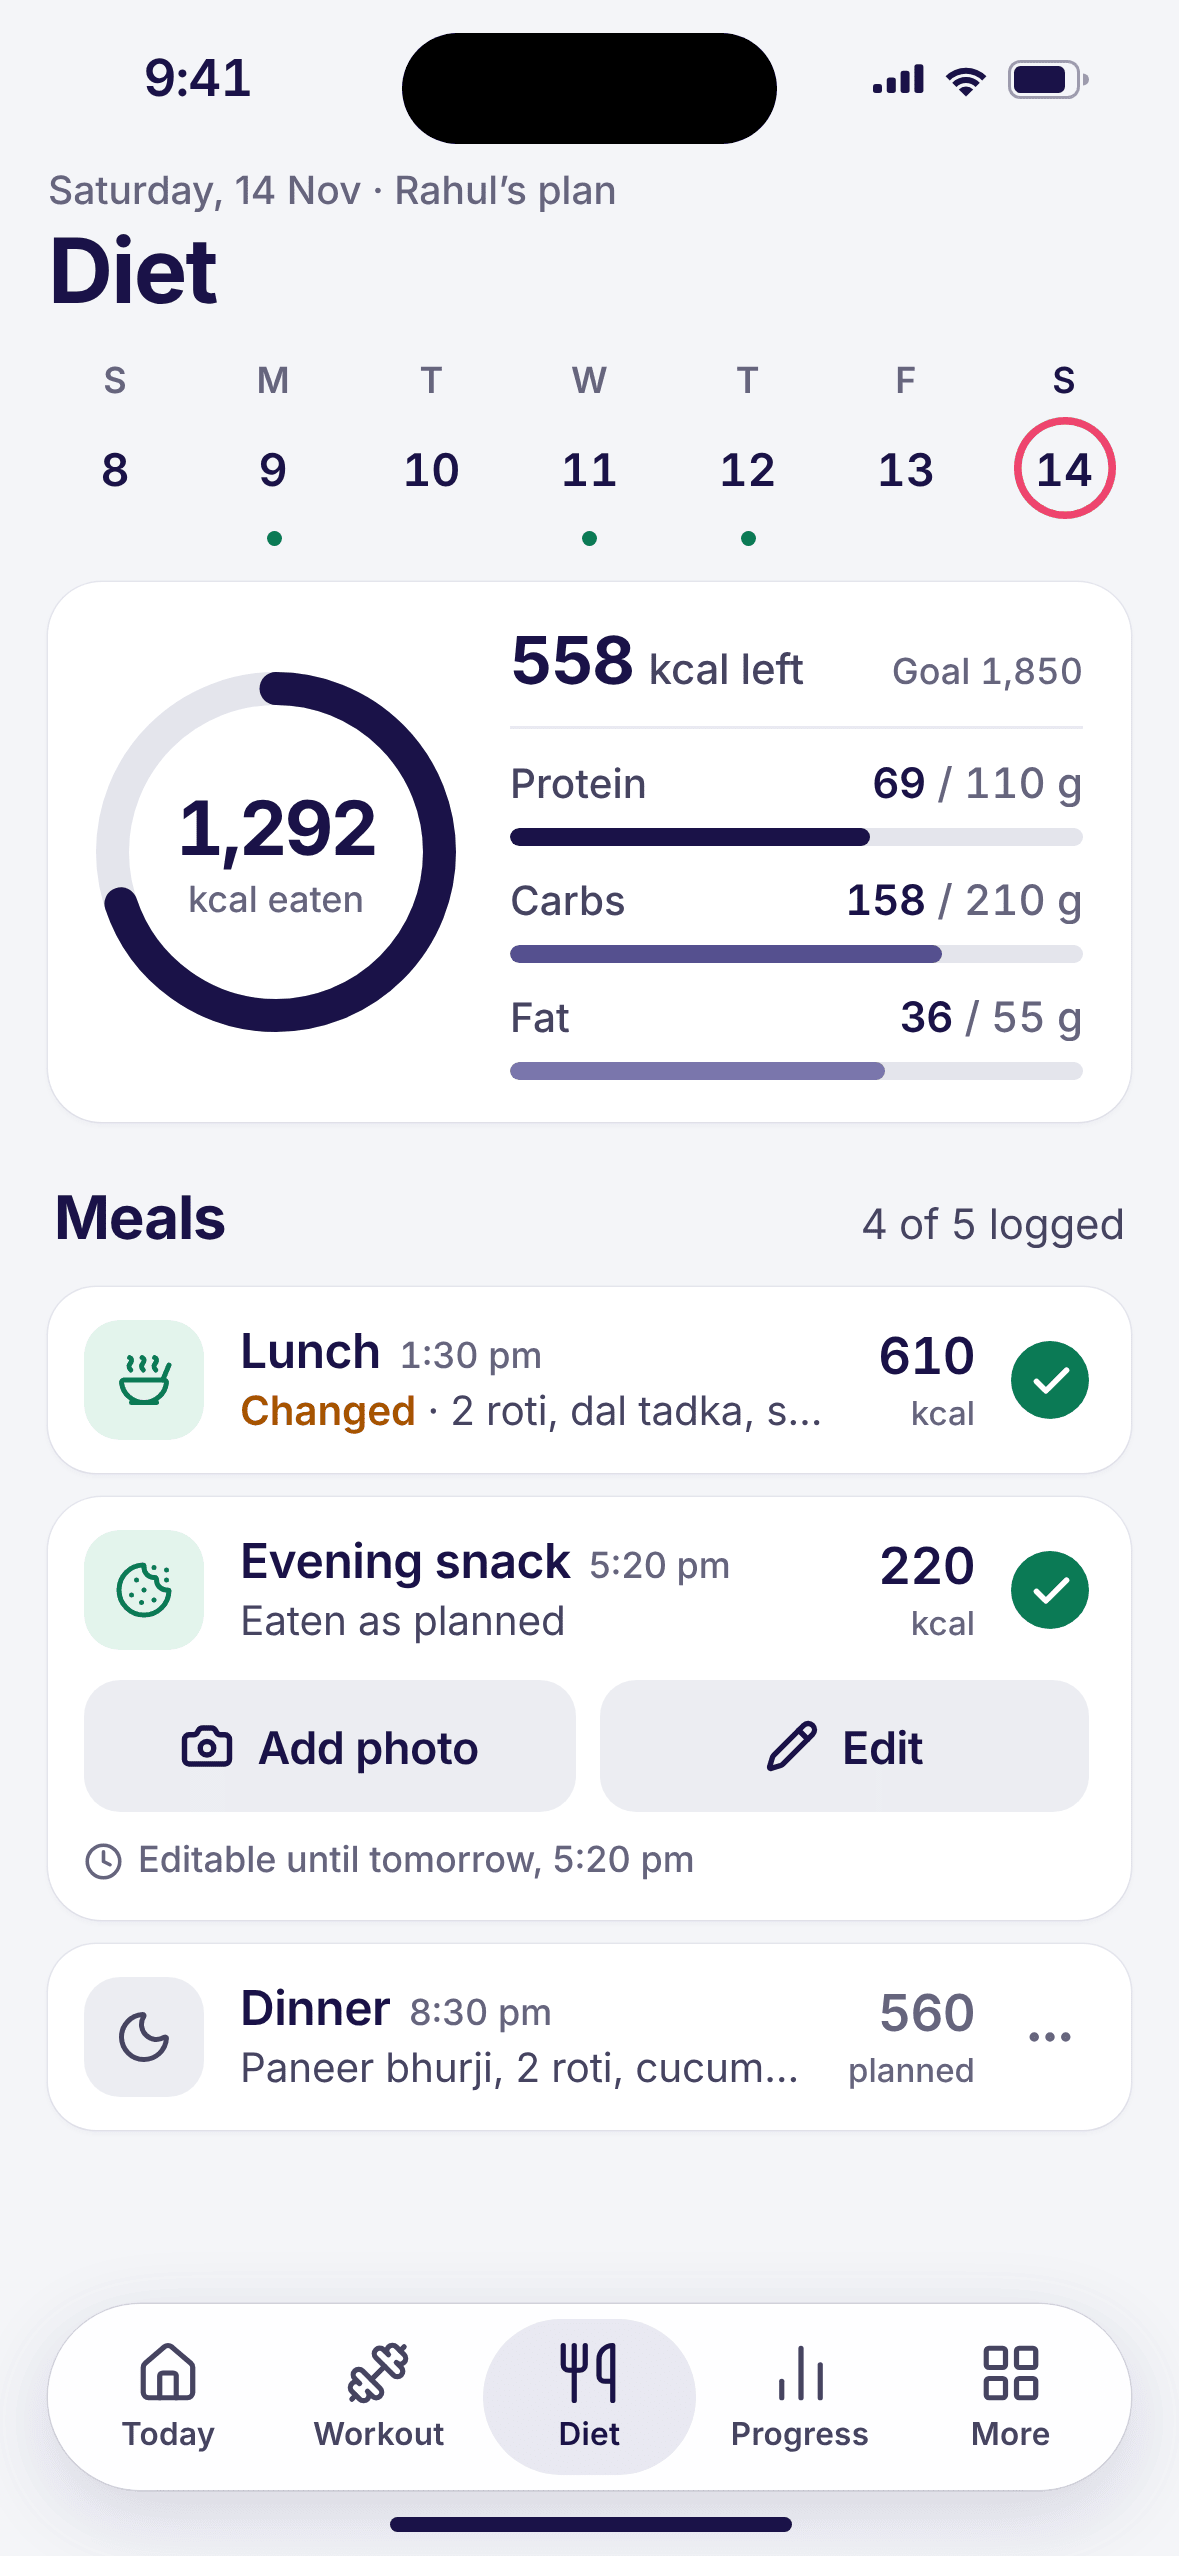 9:41
Saturday, 14 Nov · Rahul’s plan
Diet
S M T W T F S
8 9 10 11 12 13 14
558 kcal left Goal 1,850
1,292
kcal eaten
Protein 69 / 110 g
Carbs 158 / 210 g
Fat 36 / 55 g
Meals 4 of 5 logged
Lunch 1:30 pm 610
Changed · 2 roti, dal tadka, s... kcal
Evening snack 5:20 pm 220
Eaten as planned kcal
Add photo Edit
Editable until tomorrow, 5:20 pm
Dinner 8:30 pm 560
Paneer bhurji, 2 roti, cucum... planned
Today Workout Diet Progress More